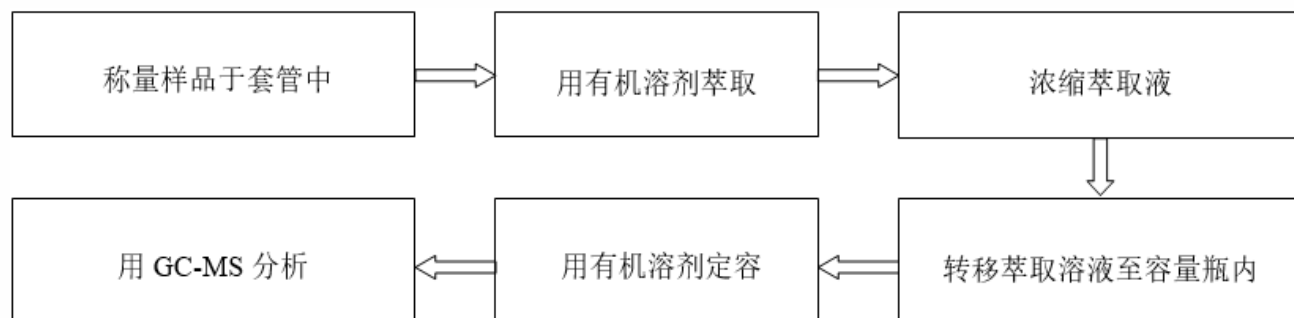 称量样品于套管中
用有机溶剂萃取
浓缩萃取液
转移萃取溶液至容量瓶内
用有机溶剂定容
用 GC-MS 分析